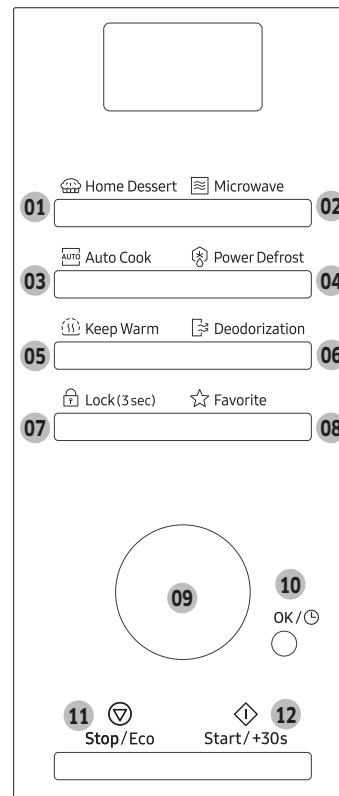 Home Dessert Microwave
01 02
AUTO Auto Cook Power Defrost
03 04
Keep Warm Deodorization
05 06
Lock (3 sec) Favorite
07 08
09
10
OK/
11 12
Stop/Eco Start/+30s